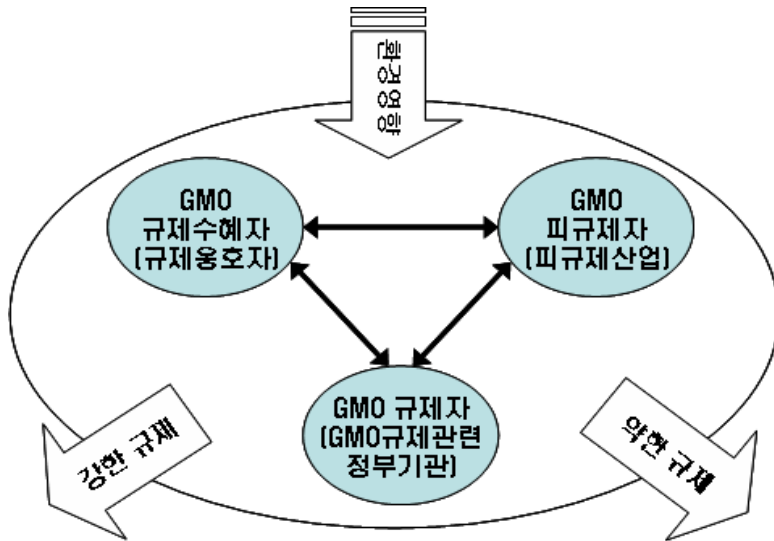 환경영향
GMO
규제수혜자
(규제옹호자)
GMO
피규제자
(피규제산업)
GMO 규제자
(GMO규제관련
정부기관)
강한 규제
약한 규제